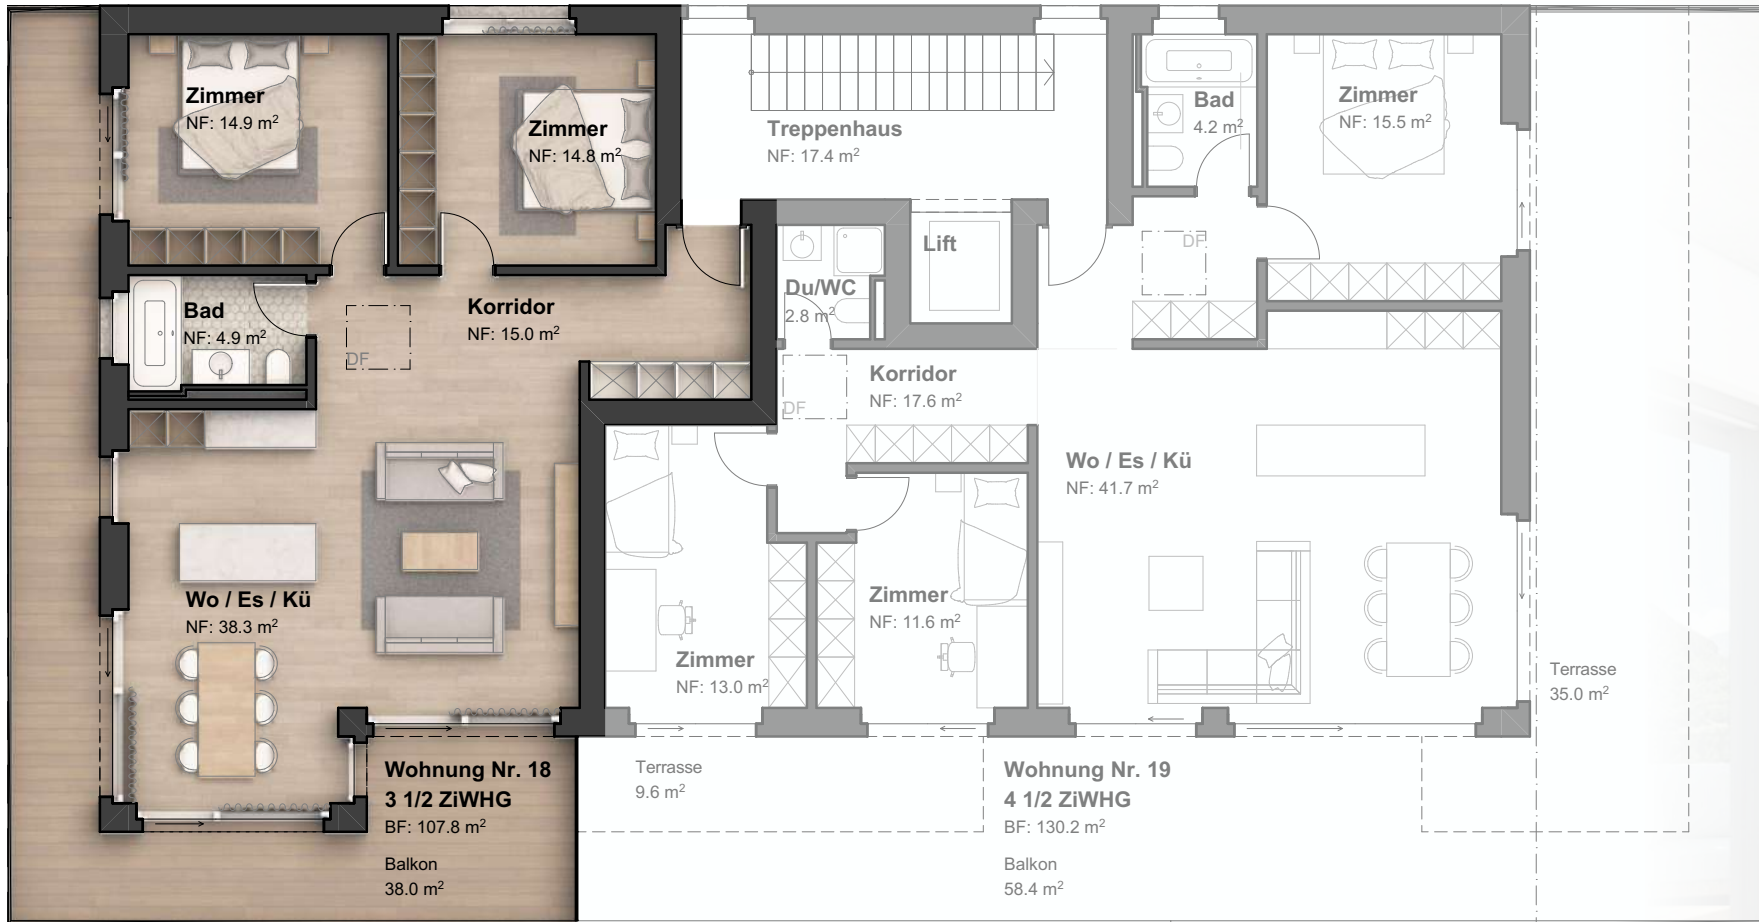 Zimmer
NF: 14.9 m²
Zimmer
NF: 14.8 m²
Treppenhaus
NF: 17.4 m²
Bad
4.2 m²
Zimmer
NF: 15.5 m²
Bad
NF: 4.9 m²
DF
Korridor
NF: 15.0 m²
Du/WC
2.8 m²
Lift
DF
DF
Korridor
NF: 17.6 m²
Wo / Es / Kü
NF: 38.3 m²
Zimmer
NF: 13.0 m²
Zimmer
NF: 11.6 m²
Wo / Es / Kü
NF: 41.7 m²
Terrasse
35.0 m²
Wohnung Nr. 18
3 1/2 ZiWHG
BF: 107.8 m²
Balkon
38.0 m²
Terrasse
9.6 m²
Wohnung Nr. 19
4 1/2 ZiWHG
BF: 130.2 m²
Balkon
58.4 m²